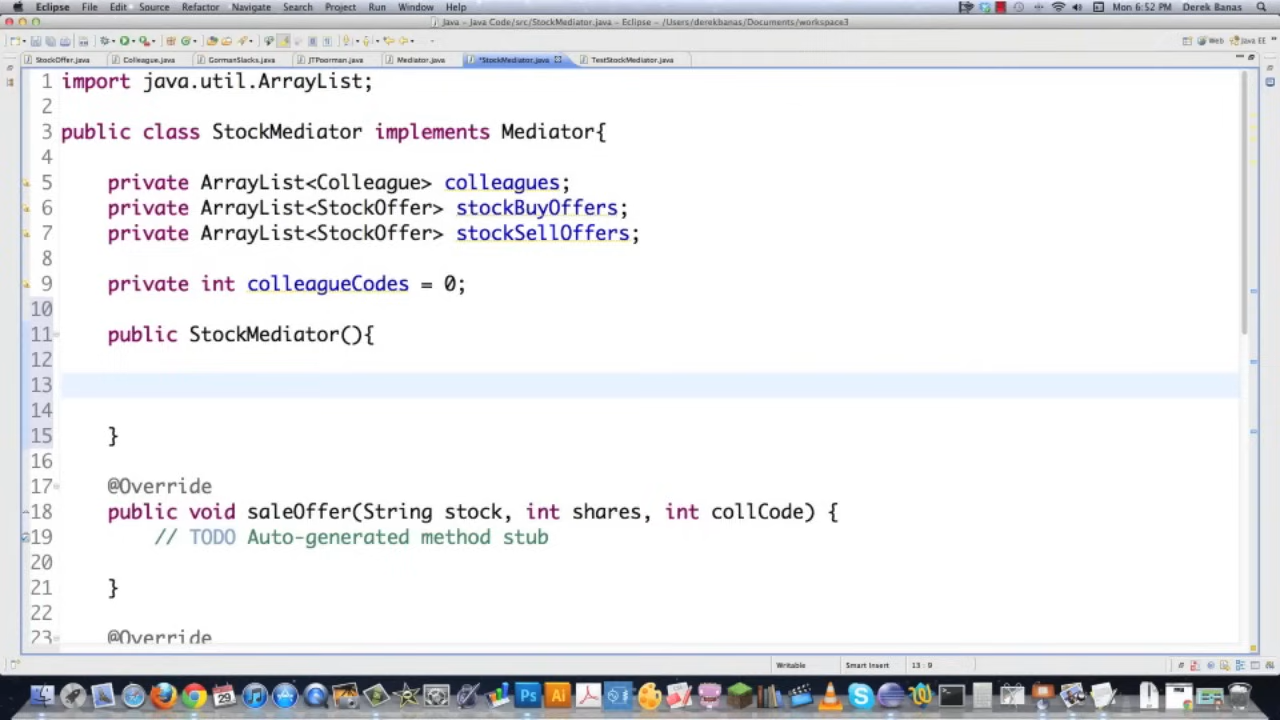 Eclipse File Edit Source Refactor Navigate Search Project Run Window Help Mon 6:52 PM Derek Banas
Java - Java Code/src/StockMediator.java - Eclipse - /Users/derekbanas/Documents/workspace3
Web Java EE
StockOffer.java Colleague.java GormanSlacks.java JTPoorman.java Mediator.java *StockMediator.java TestStockMediator.java
1 import java.util.ArrayList;
2
3 public class StockMediator implements Mediator{
4
5 private ArrayList<Colleague> colleagues;
6 private ArrayList<StockOffer> stockBuyOffers;
7 private ArrayList<StockOffer> stockSellOffers;
8
9 private int colleagueCodes = 0;
10
11 public StockMediator(){
12
13
14
15 }
16
17 @Override
18 public void saleOffer(String stock, int shares, int collCode) {
19 // TODO Auto-generated method stub
20
21 }
22
23 @Override
Writable Smart Insert 13 : 9